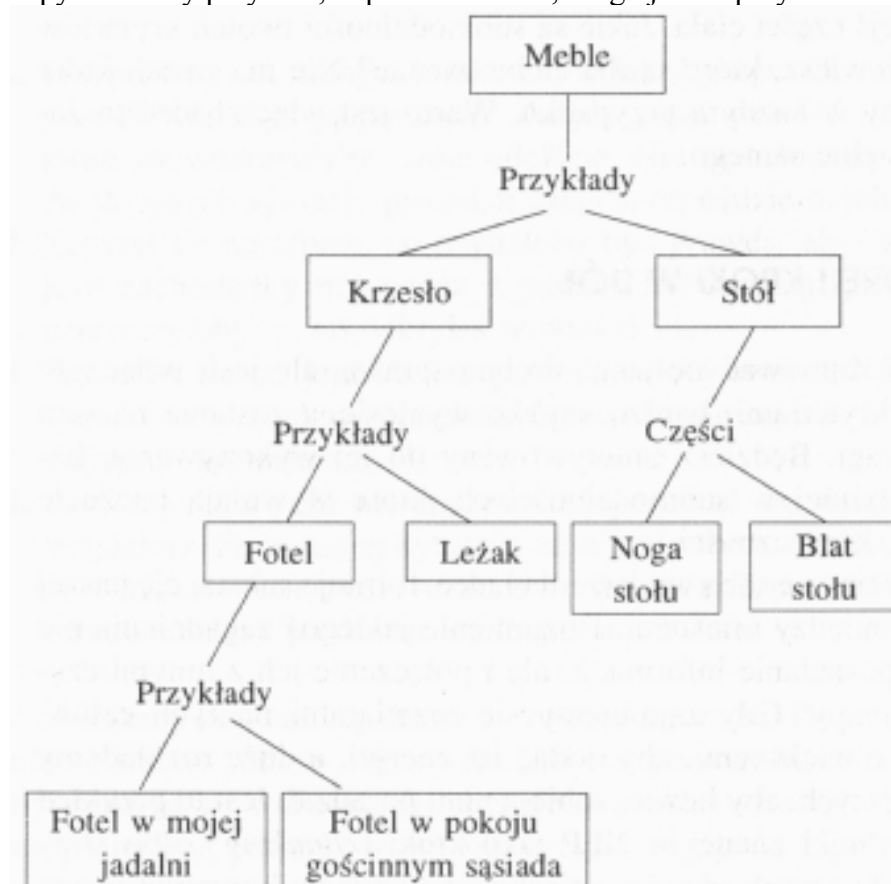 Meble
Przykłady
Krzesło
Stół
Przykłady
Części
Fotel
Leżak
Noga
stołu
Blat
stołu
Przykłady
Fotel w mojej
jadalni
Fotel w pokoju
gościnnym sąsiada